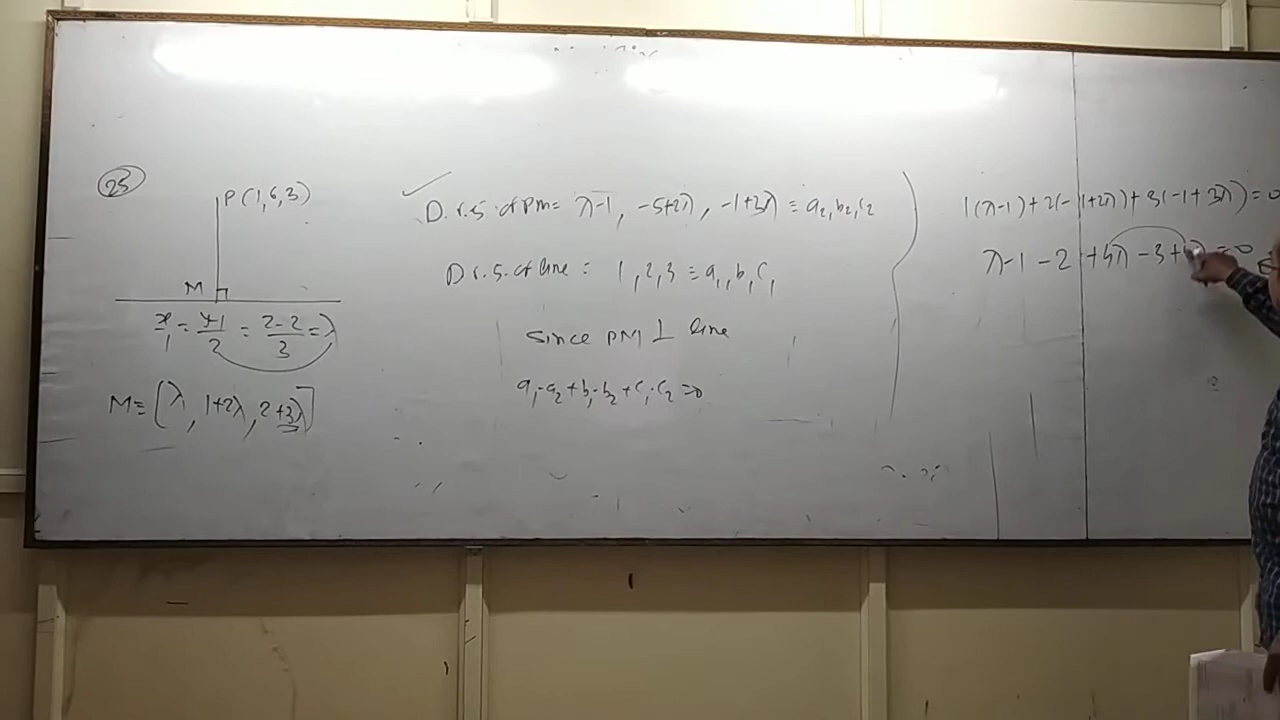 25
P(1,6,3)
M
x/1 = y-1/2 = z-2/3 = λ
M ≡ [λ, 1+2λ, 2+3λ]
D.r.s. of PM = λ-1, -5+2λ, -1+3λ ≡ a₂, b₂, c₂
D r.s. of line = 1, 2, 3 ≡ a₁, b₁, c₁
Since PM ⊥ line
a₁·a₂ + b₁·b₂ + c₁·c₂ = 0
1(λ-1)+2(-1+2λ)+3(-1+3λ)=0
λ-1-2+4λ-3+ =0